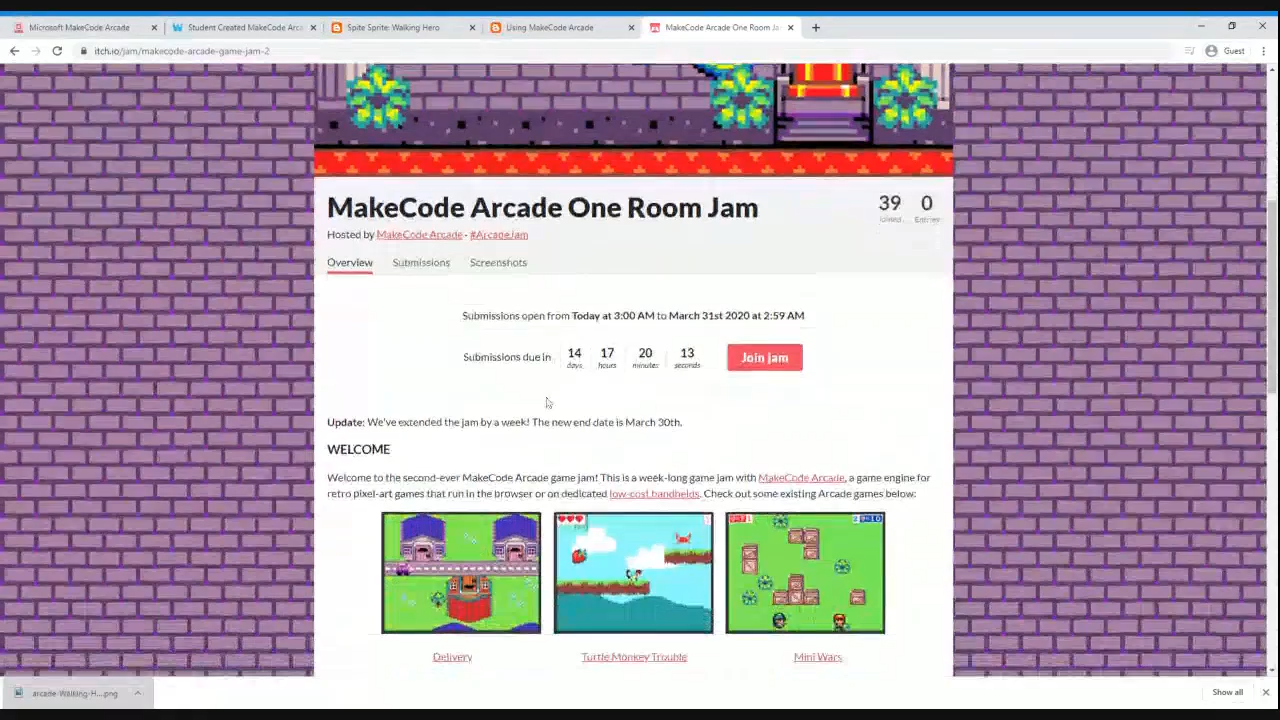 Microsoft MakeCode Arcade
Student Created MakeCode Arca
Spite Sprite: Walking Hero
Using MakeCode Arcade
MakeCode Arcade One Room Ja
itch.io/jam/makecode-arcade-game-jam-2
Guest
MakeCode Arcade One Room Jam
39 0
Joined Entries
Hosted by MakeCode Arcade · #ArcadeJam
Overview Submissions Screenshots
Submissions open from Today at 3:00 AM to March 31st 2020 at 2:59 AM
Submissions due in 14 17 20 13 Join jam
days hours minutes seconds
Update: We've extended the jam by a week! The new end date is March 30th.
WELCOME
Welcome to the second-ever MakeCode Arcade game jam! This is a week-long game jam with MakeCode Arcade, a game engine for
retro pixel-art games that run in the browser or on dedicated low-cost handhelds. Check out some existing Arcade games below:
Delivery Turtle Monkey Trouble Mini Wars
arcade-Walking-H....png
Show all